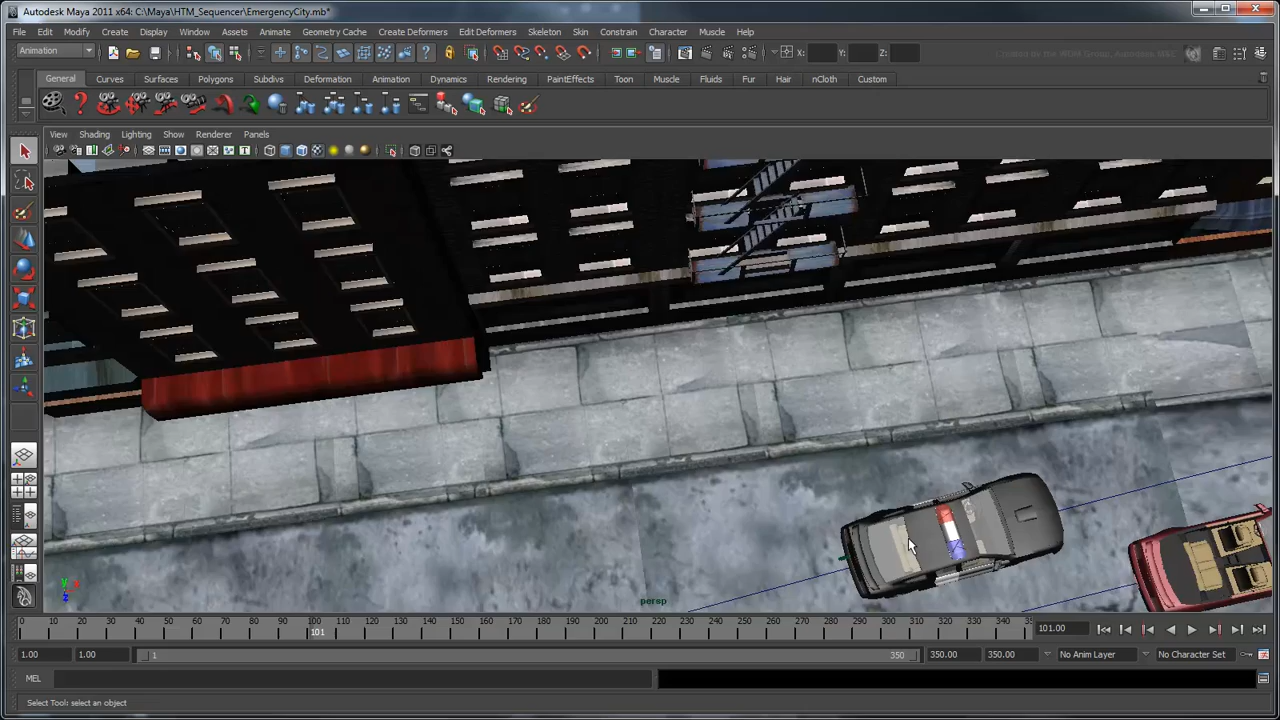 Autodesk Maya 2011 x64: C:\Maya\HTM_Sequencer\EmergencyCity.mb*
File Edit Modify Create Display Window Assets Animate Geometry Cache Create Deformers Edit Deformers Skeleton Skin Constrain Character Muscle Help
Animation X: Y: Z:
General Curves Surfaces Polygons Subdivs Deformation Animation Dynamics Rendering PaintEffects Toon Muscle Fluids Fur Hair nCloth Custom
View Shading Lighting Show Renderer Panels
y x
z
persp
0 10 20 30 40 50 60 70 80 90 100 110 120 130 140 150 160 170 180 190 200 210 220 230 240 250 260 270 280 290 300 310 320 330 340 35
101 101.00
1.00 1.00 1 350 350.00 350.00 No Anim Layer No Character Set
MEL
Select Tool: select an object